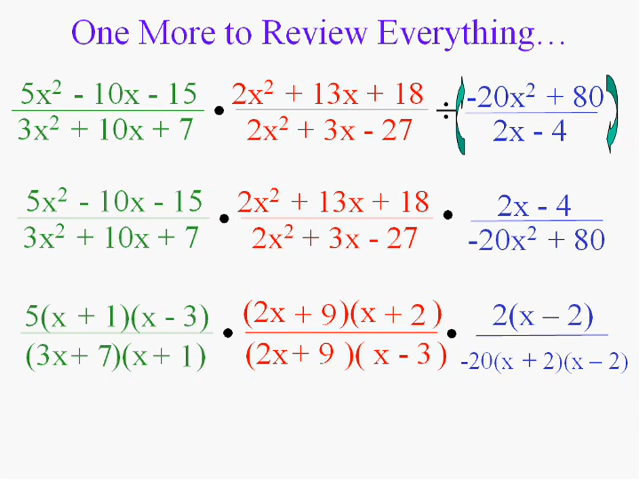 One More to Review Everything…
5x² - 10x - 15 2x² + 13x + 18 -20x² + 80
3x² + 10x + 7 • 2x² + 3x - 27 ÷ ( 2x - 4 )
5x² - 10x - 15 2x² + 13x + 18 2x - 4
3x² + 10x + 7 • 2x² + 3x - 27 • -20x² + 80
5(x + 1)(x - 3) (2x + 9)(x + 2) 2(x – 2)
(3x+ 7)(x + 1) • (2x+ 9 )( x - 3 ) • -20(x + 2)(x – 2)